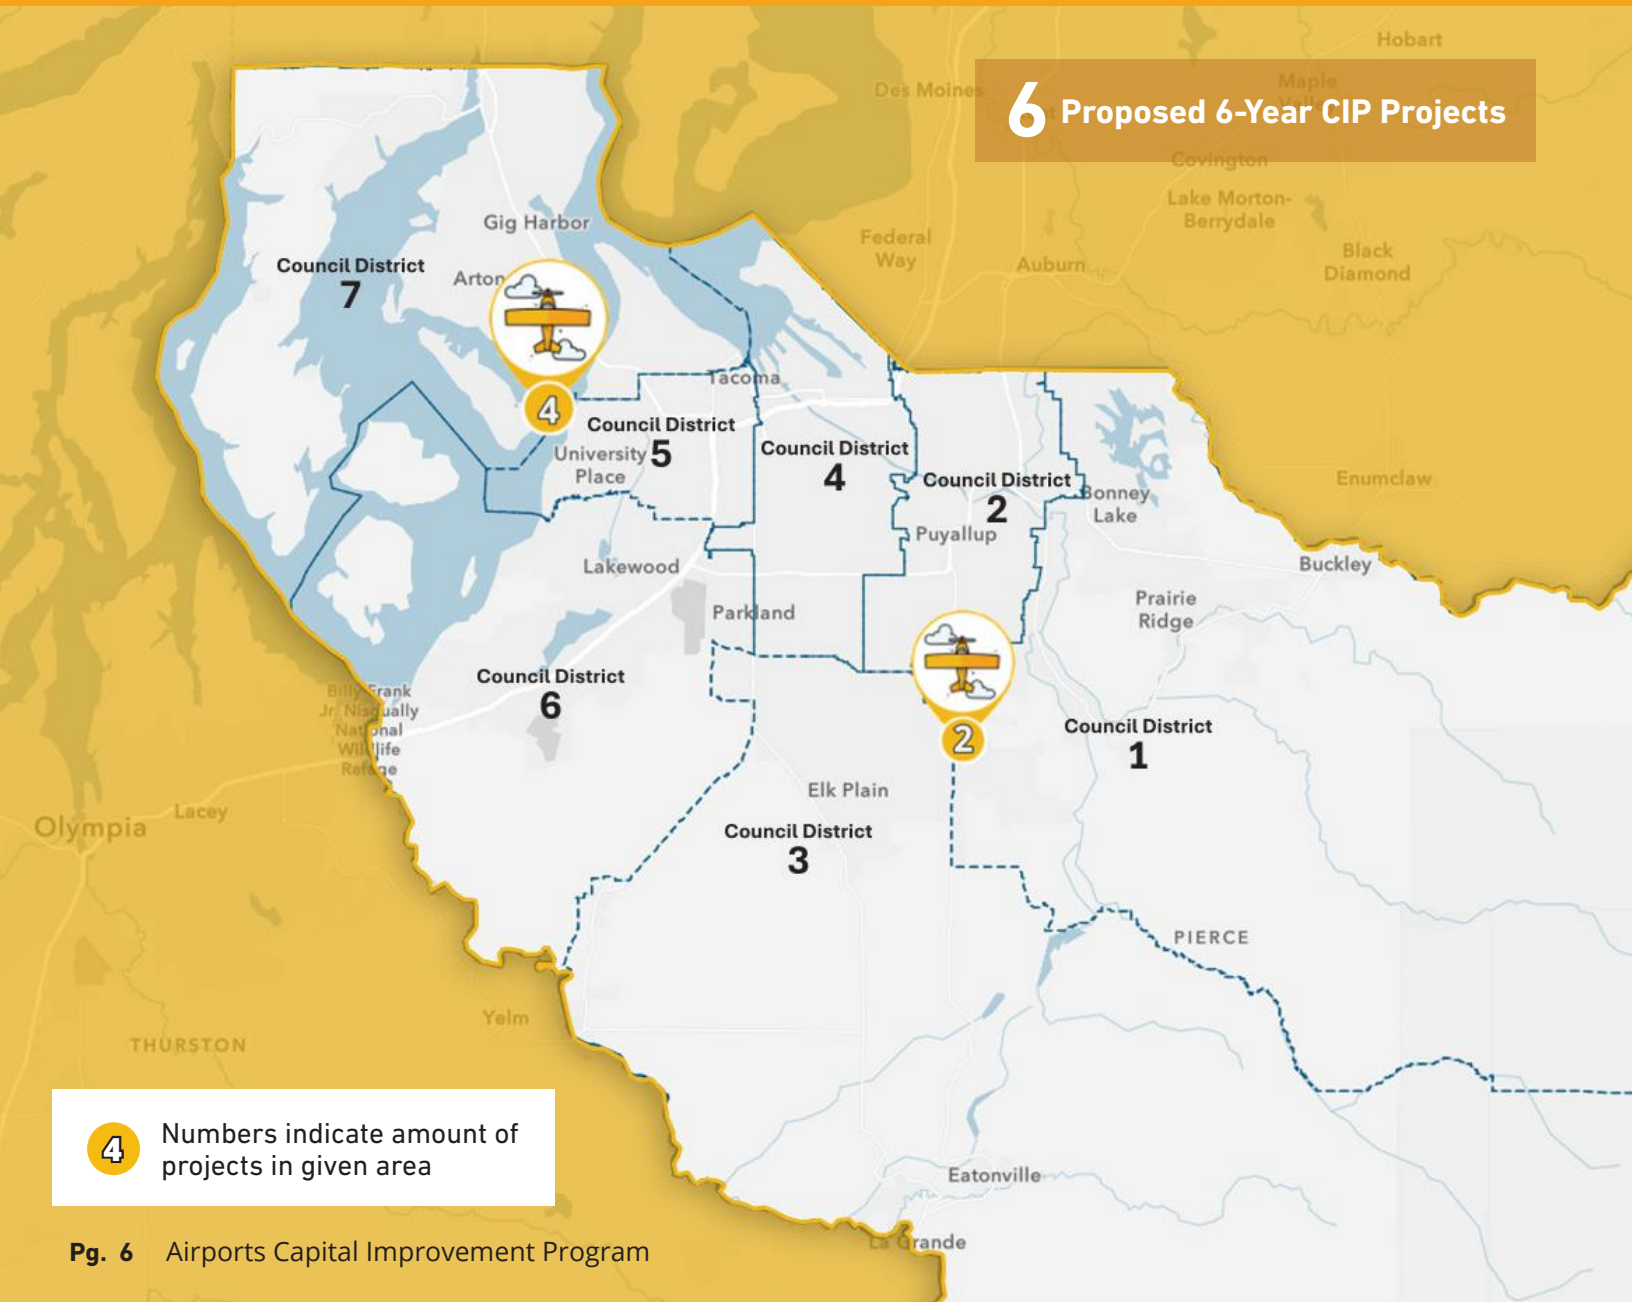 Hobart
Des Moines
Maple
6 Proposed 6-Year CIP Projects
Covington
Lake Morton-
Berrydale
Gig Harbor
Federal
Way
Black
Diamond
Auburn
Council District
7
Arton
Tacoma
4
Council District
5
University
Place
Council District
4
Council District
2
Enumclaw
Bonney
Lake
Puyallup
Lakewood
Buckley
Parkland
Prairie
Ridge
Council District
6
Billy Frank
Jr. Nisqually
National
Wildlife
Refuge
2
Council District
1
Elk Plain
Lacey
Olympia
Council District
3
PIERCE
Yelm
THURSTON
4 Numbers indicate amount of
projects in given area
Eatonville
La Grande
Pg. 6 Airports Capital Improvement Program